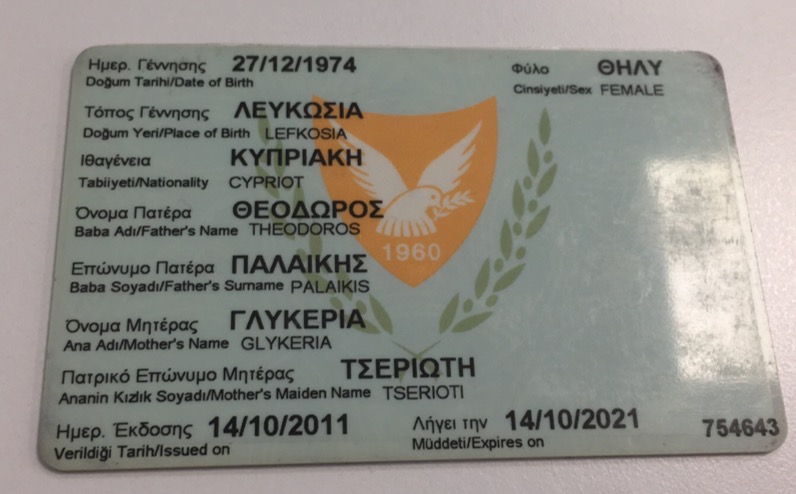 Ημερ. Γέννησης 27/12/1974 Φύλο ΘΗΛΥ
Doğum Tarihi/Date of Birth Cinsiyeti/Sex FEMALE
Τόπος Γέννησης ΛΕΥΚΩΣΙΑ
Doğum Yeri/Place of Birth LEFKOSIA
Ιθαγένεια ΚΥΠΡΙΑΚΗ
Tabiiyeti/Nationality CYPRIOT
Όνομα Πατέρα ΘΕΟΔΩΡΟΣ
Baba Adı/Father's Name THEODOROS
1960
Επώνυμο Πατέρα ΠΑΛΑΙΚΗΣ
Baba Soyadı/Father's Surname PALAIKIS
Όνομα Μητέρας ΓΛΥΚΕΡΙΑ
Ana Adı/Mother's Name GLYKERIA
Πατρικό Επώνυμο Μητέρας ΤΣΕΡΙΩΤΗ
Ananin Kızlık Soyadı/Mother's Maiden Name TSERIOTI
Ημερ. Έκδοσης 14/10/2011 Λήγει την 14/10/2021 754643
Verildiği Tarih/Issued on Müddeti/Expires on